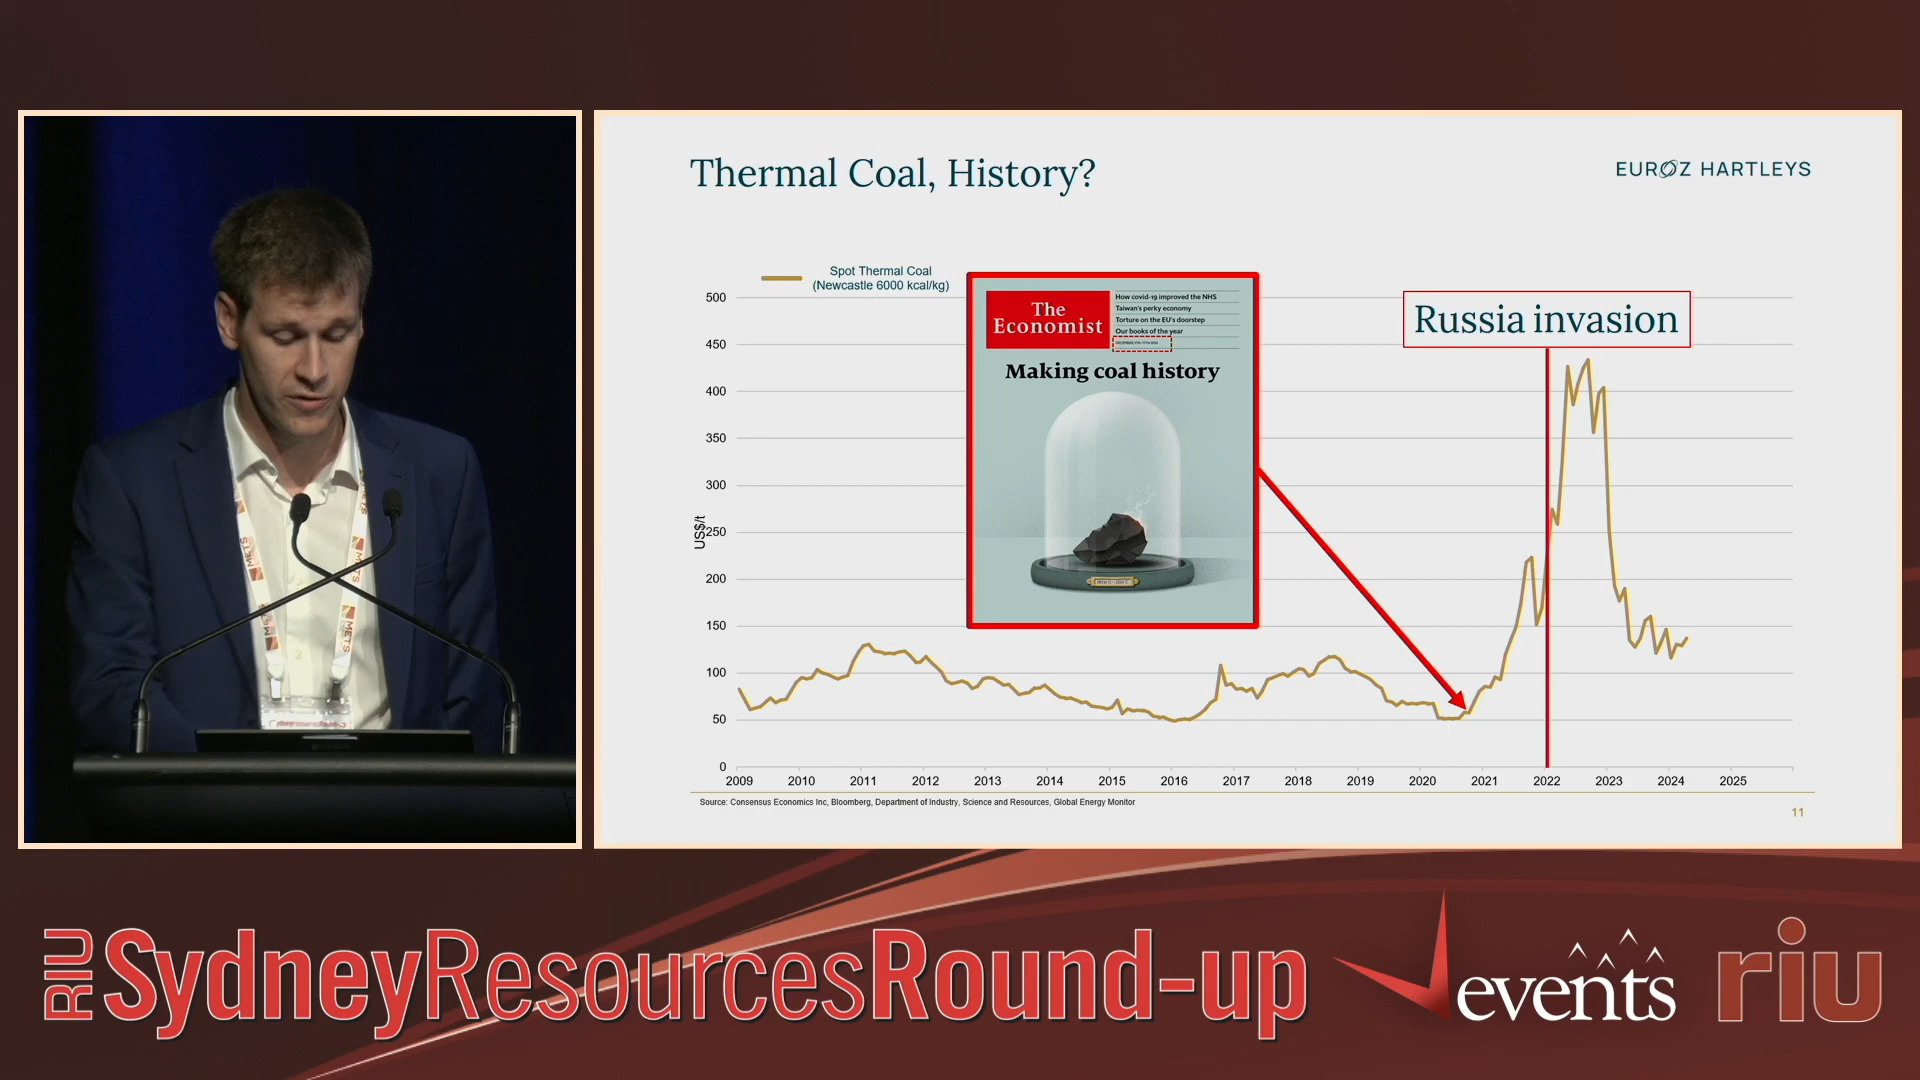 Thermal Coal, History?
EUROZ HARTLEYS
Spot Thermal Coal
(Newcastle 6000 kcal/kg)
The
Economist
How covid-19 improved the NHS
Taiwan's perky economy
Torture on the EU's doorstep
Our books of the year
Making coal history
Russia invasion
US$/t
500
450
400
350
300
250
200
150
100
50
0
2009 2010 2011 2012 2013 2014 2015 2016 2017 2018 2019 2020 2021 2022 2023 2024 2025
Source: Consensus Economics Inc, Bloomberg, Department of Industry, Science and Resources, Global Energy Monitor
11
METS
METS
METS
METS
RIU SydneyResourcesRound-up
events
riu